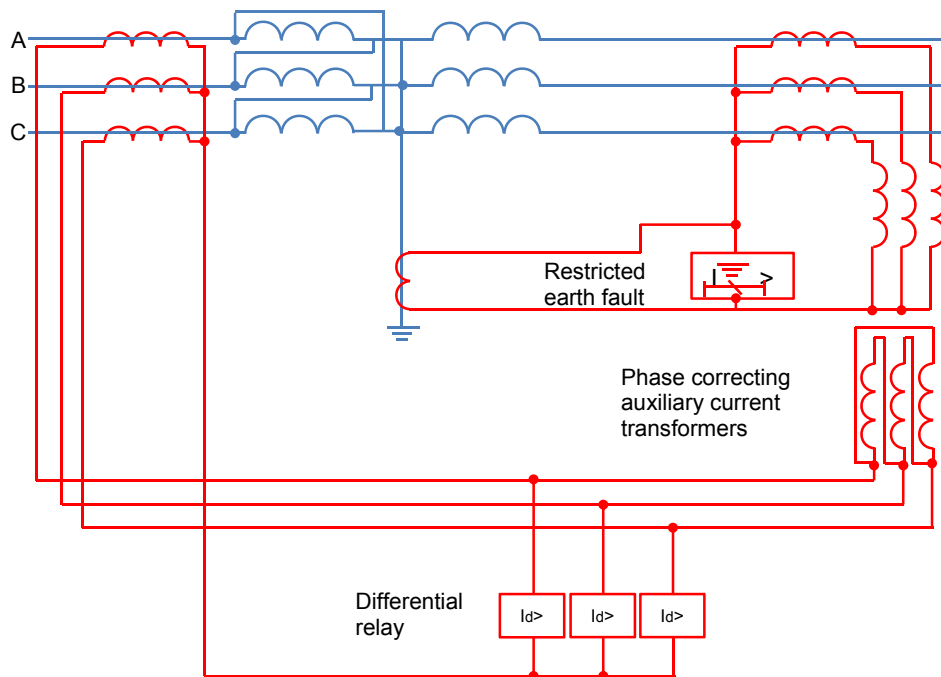 A
B
C
Restricted
earth fault
I >
Phase correcting
auxiliary current
transformers
Differential
relay
Id> Id> Id>